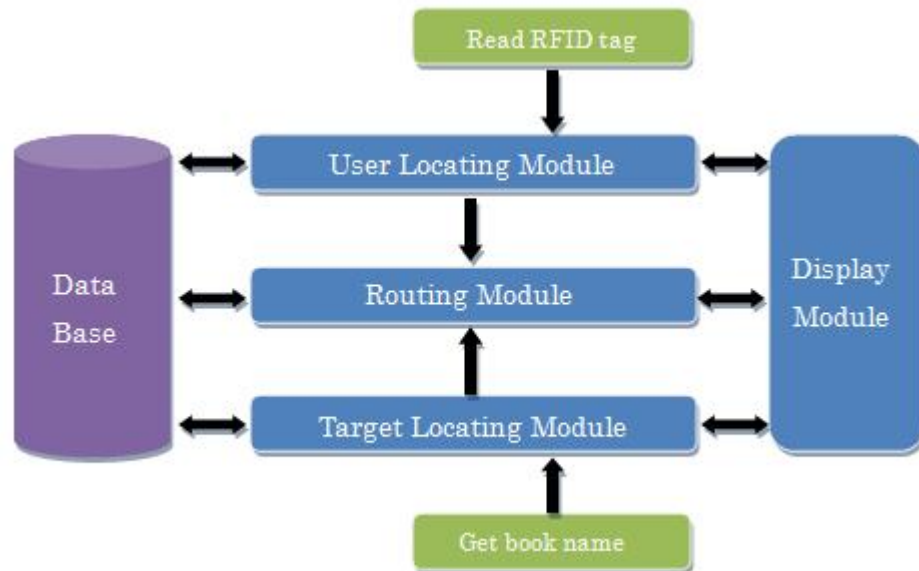 Read RFID tag
User Locating Module
Data
Base
Routing Module
Display
Module
Target Locating Module
Get book name